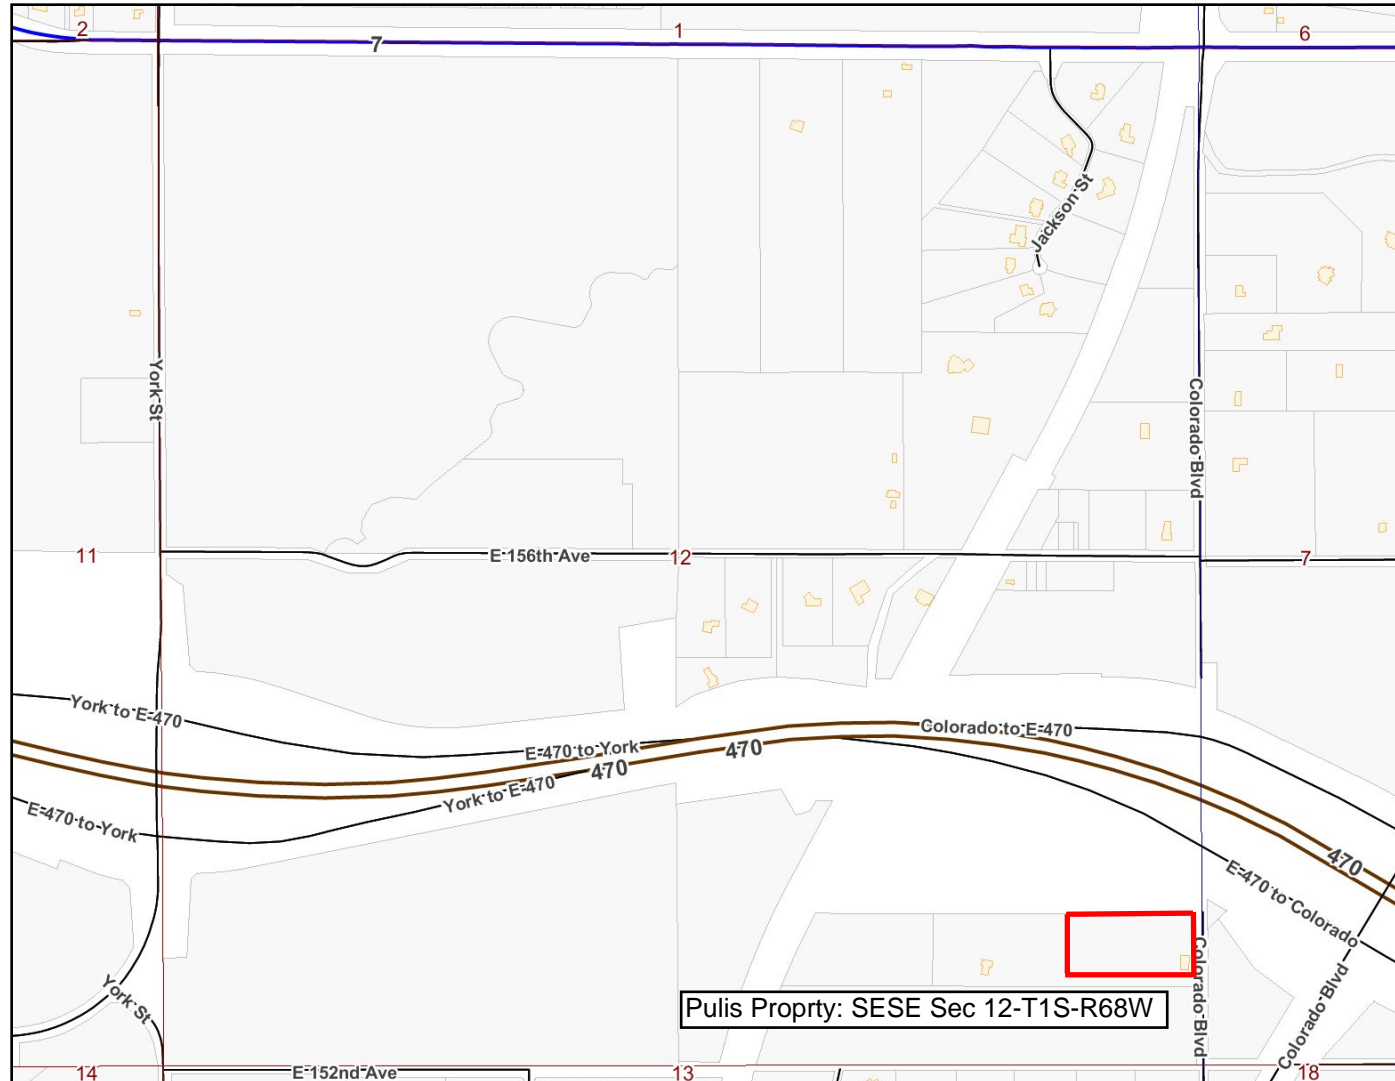 2
1
6
7
Jackson St
York St
Colorado Blvd
11
E 156th Ave
12
7
York to E-470
Colorado to E-470
E-470 to York
470
470
York to E-470
E-470 to York
470
E-470 to Colorado
Colorado Blvd
York St
Pulis Proprty: SESE Sec 12-T1S-R68W
Colorado Blvd
14
E 152nd Ave
13
18